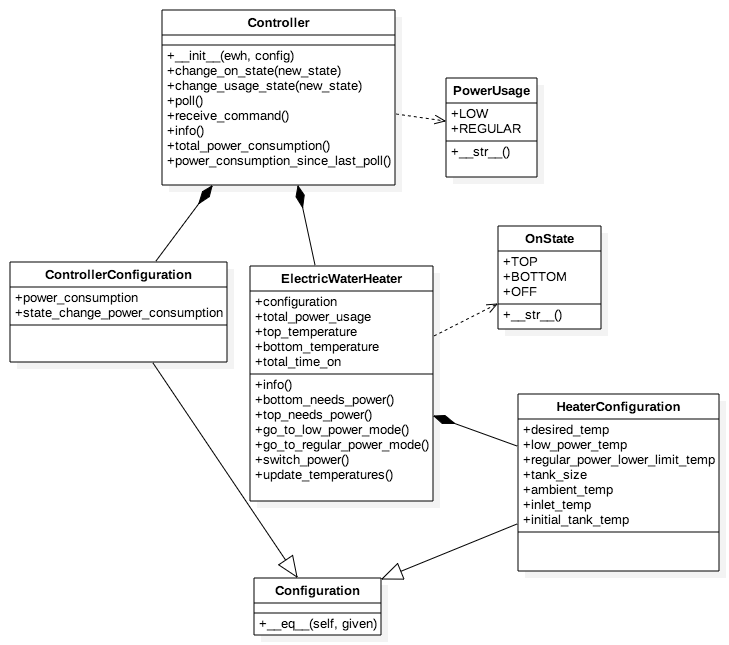 Controller
+__init__(ewh, config)
+change_on_state(new_state)
+change_usage_state(new_state)
+poll()
+receive_command()
+info()
+total_power_consumption()
+power_consumption_since_last_poll()
PowerUsage
+LOW
+REGULAR
+__str__()
OnState
+TOP
+BOTTOM
+OFF
+__str__()
ControllerConfiguration
+power_consumption
+state_change_power_consumption
ElectricWaterHeater
+configuration
+total_power_usage
+top_temperature
+bottom_temperature
+total_time_on
+info()
+bottom_needs_power()
+top_needs_power()
+go_to_low_power_mode()
+go_to_regular_power_mode()
+switch_power()
+update_temperatures()
HeaterConfiguration
+desired_temp
+low_power_temp
+regular_power_lower_limit_temp
+tank_size
+ambient_temp
+inlet_temp
+initial_tank_temp
Configuration
+__eq__(self, given)